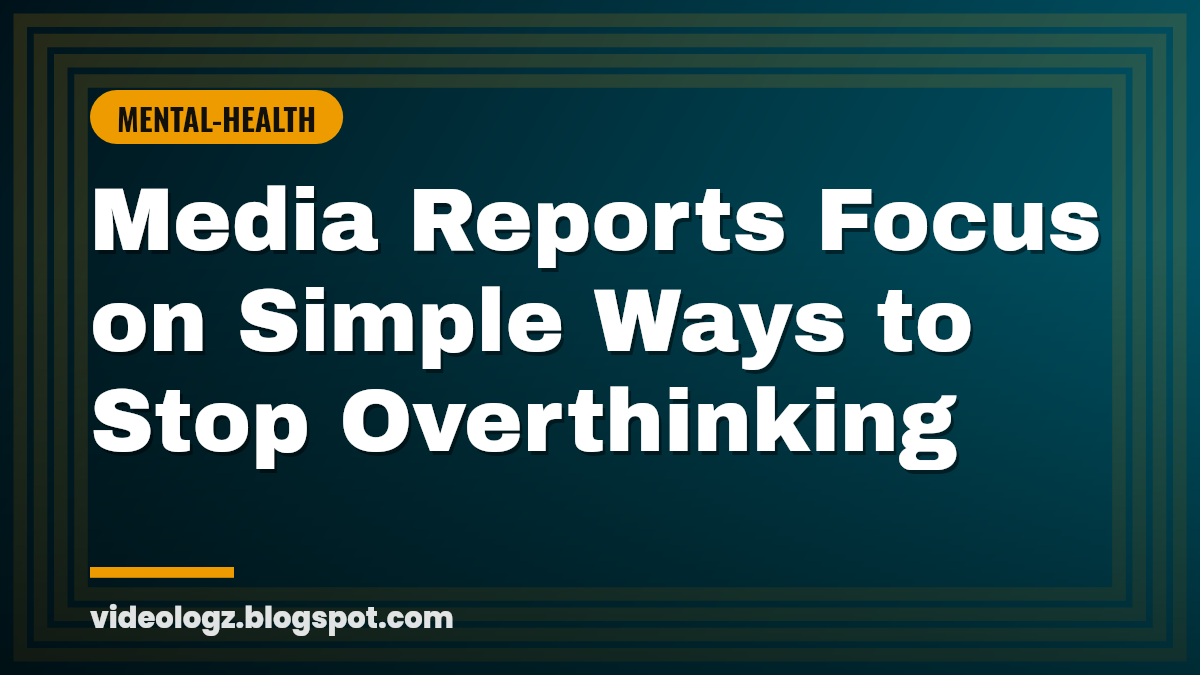 MENTAL-HEALTH
Media Reports Focus
on Simple Ways to
Stop Overthinking
videologz.blogspot.com